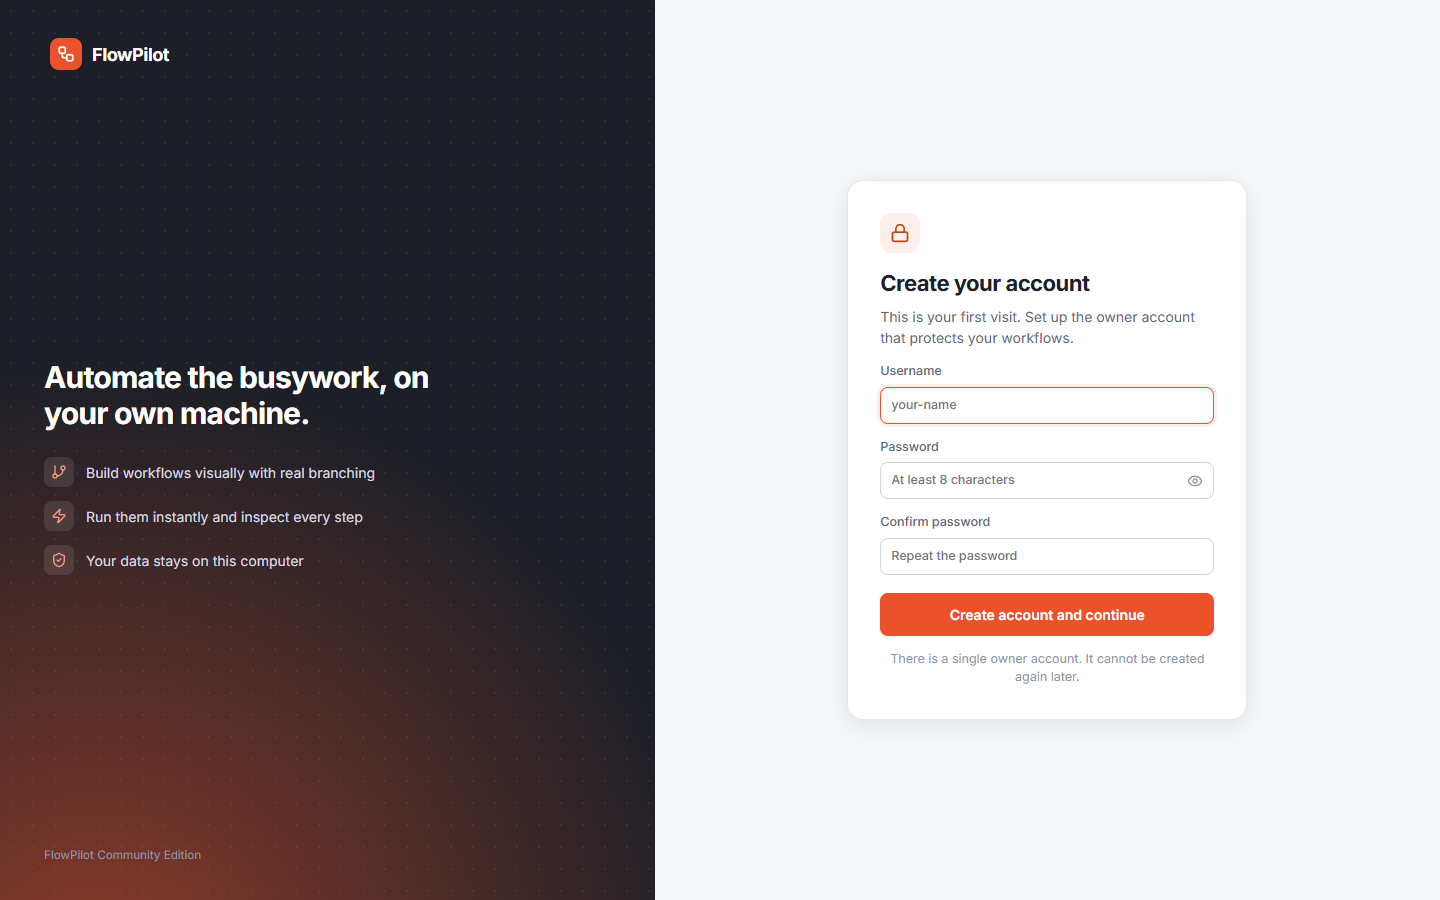 FlowPilot
Automate the busywork, on
your own machine.
Build workflows visually with real branching
Run them instantly and inspect every step
Your data stays on this computer
FlowPilot Community Edition
Create your account
This is your first visit. Set up the owner account
that protects your workflows.
Username
your-name
Password
At least 8 characters
Confirm password
Repeat the password
Create account and continue
There is a single owner account. It cannot be created
again later.